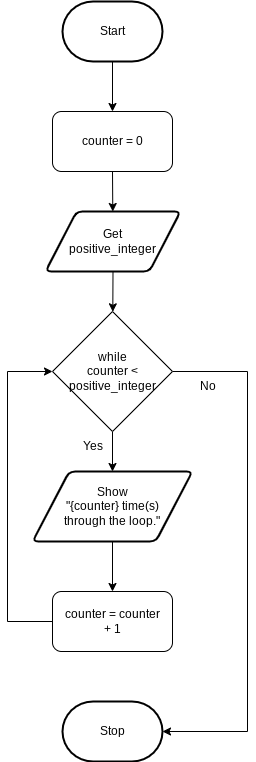 Start
counter = 0
Get
positive_integer
while
counter <
positive_integer
No
Yes
Show
"{counter} time(s)
through the loop."
counter = counter
+ 1
Stop